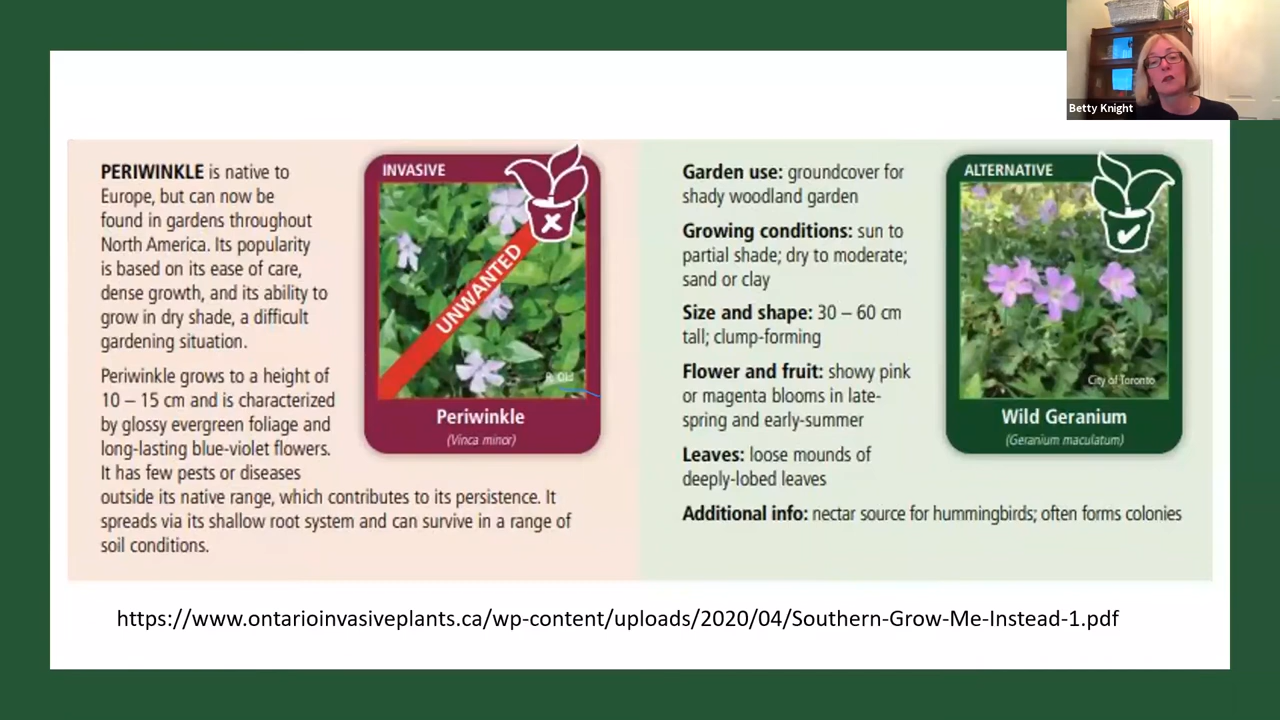 Betty Knight
PERIWINKLE is native to
Europe, but can now be
found in gardens throughout
North America. Its popularity
is based on its ease of care,
dense growth, and its ability to
grow in dry shade, a difficult
gardening situation.
Periwinkle grows to a height of
10 – 15 cm and is characterized
by glossy evergreen foliage and
long-lasting blue-violet flowers.
It has few pests or diseases
outside its native range, which contributes to its persistence. It
spreads via its shallow root system and can survive in a range of
soil conditions.
INVASIVE
UNWANTED
R. Old
Periwinkle
(Vinca minor)
Garden use: groundcover for
shady woodland garden
Growing conditions: sun to
partial shade; dry to moderate;
sand or clay
Size and shape: 30 – 60 cm
tall; clump-forming
Flower and fruit: showy pink
or magenta blooms in late-
spring and early-summer
Leaves: loose mounds of
deeply-lobed leaves
Additional info: nectar source for hummingbirds; often forms colonies
ALTERNATIVE
City of Toronto
Wild Geranium
(Geranium maculatum)
https://www.ontarioinvasiveplants.ca/wp-content/uploads/2020/04/Southern-Grow-Me-Instead-1.pdf